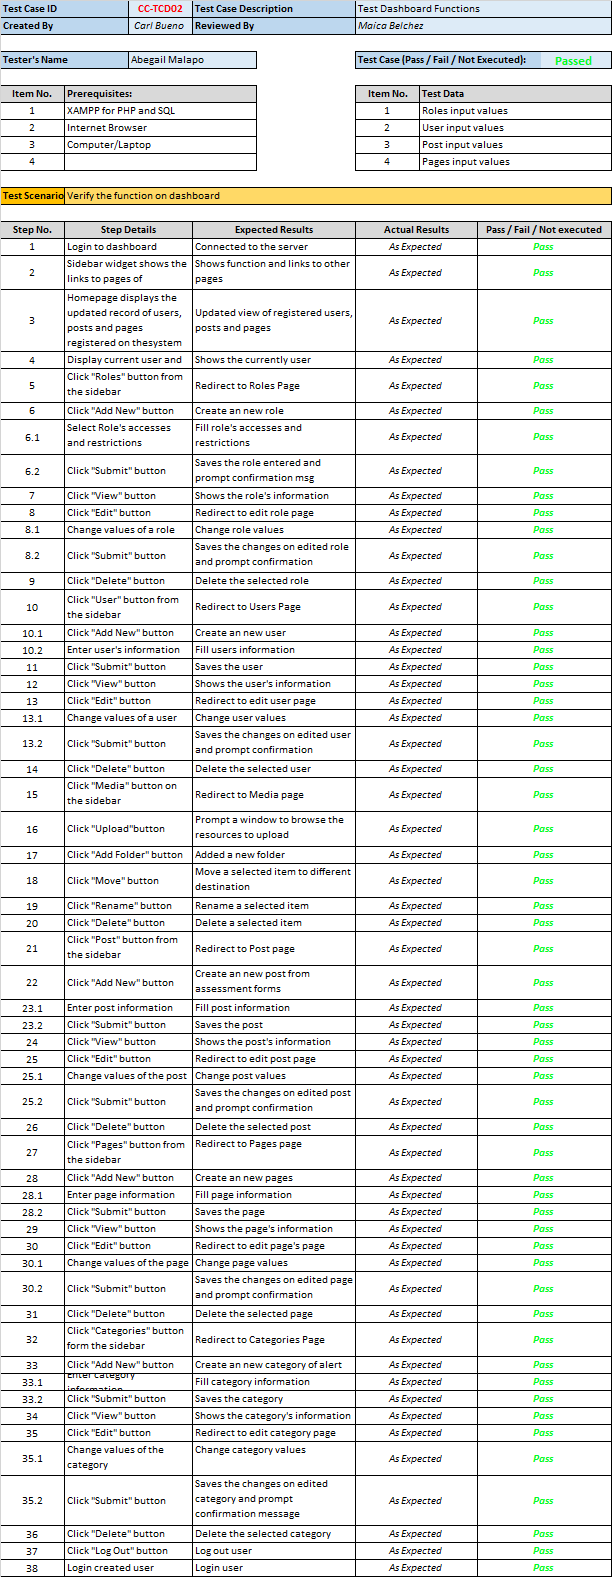 Test Case ID CC-TCD02 Test Case Description Test Dashboard Functions
Created By Carl Bueno Reviewed By Maica Belchez
Tester's Name Abegail Malapo Test Case (Pass / Fail / Not Executed): Passed
Item No. Prerequisites: Item No. Test Data
1 XAMPP for PHP and SQL 1 Roles input values
2 Internet Browser 2 User input values
3 Computer/Laptop 3 Post input values
4 4 Pages input values
Test Scenario Verify the function on dashboard
Step No. Step Details Expected Results Actual Results Pass / Fail / Not executed
1 Login to dashboard Connected to the server As Expected Pass
2 Sidebar widget shows the
links to pages of Shows function and links to other
pages As Expected Pass
3 Homepage displays the
updated record of users,
posts and pages
registered on thesystem Updated view of registered users,
posts and pages As Expected Pass
4 Display current user and Shows the currently user As Expected Pass
5 Click "Roles" button from
the sidebar Redirect to Roles Page As Expected Pass
6 Click "Add New" button Create an new role As Expected Pass
6.1 Select Role's accesses
and restrictions Fill role's accesses and
restrictions As Expected Pass
6.2 Click "Submit" button Saves the role entered and
prompt confirmation msg As Expected Pass
7 Click "View" button Shows the role's information As Expected Pass
8 Click "Edit" button Redirect to edit role page As Expected Pass
8.1 Change values of a role Change role values As Expected Pass
8.2 Click "Submit" button Saves the changes on edited role
and prompt confirmation As Expected Pass
9 Click "Delete" button Delete the selected role As Expected Pass
10 Click "User" button from
the sidebar Redirect to Users Page As Expected Pass
10.1 Click "Add New" button Create an new user As Expected Pass
10.2 Enter user's information Fill users information As Expected Pass
11 Click "Submit" button Saves the user As Expected Pass
12 Click "View" button Shows the user's information As Expected Pass
13 Click "Edit" button Redirect to edit user page As Expected Pass
13.1 Change values of a user Change user values As Expected Pass
13.2 Click "Submit" button Saves the changes on edited user
and prompt confirmation As Expected Pass
14 Click "Delete" button Delete the selected user As Expected Pass
15 Click "Media" button on
the sidebar Redirect to Media page As Expected Pass
16 Click "Upload"button Prompt a window to browse the
resources to upload As Expected Pass
17 Click "Add Folder" button Added a new folder As Expected Pass
18 Click "Move" button Move a selected item to different
destination As Expected Pass
19 Click "Rename" button Rename a selected item As Expected Pass
20 Click "Delete" button Delete a selected item As Expected Pass
21 Click "Post" button from
the sidebar Redirect to Post page As Expected Pass
22 Click "Add New" button Create an new post from
assessment forms As Expected Pass
23.1 Enter post information Fill post information As Expected Pass
23.2 Click "Submit" button Saves the post As Expected Pass
24 Click "View" button Shows the post's information As Expected Pass
25 Click "Edit" button Redirect to edit post page As Expected Pass
25.1 Change values of the post Change post values As Expected Pass
25.2 Click "Submit" button Saves the changes on edited post
and prompt confirmation As Expected Pass
26 Click "Delete" button Delete the selected post As Expected Pass
27 Click "Pages" button from
the sidebar Redirect to Pages page As Expected Pass
28 Click "Add New" button Create an new pages As Expected Pass
28.1 Enter page information Fill page information As Expected Pass
28.2 Click "Submit" button Saves the page As Expected Pass
29 Click "View" button Shows the page's information As Expected Pass
30 Click "Edit" button Redirect to edit page's page As Expected Pass
30.1 Change values of the page Change page values As Expected Pass
30.2 Click "Submit" button Saves the changes on edited page
and prompt confirmation As Expected Pass
31 Click "Delete" button Delete the selected page As Expected Pass
32 Click "Categories" button
form the sidebar Redirect to Categories Page As Expected Pass
33 Click "Add New" button Create an new category of alert As Expected Pass
33.1 Enter category
information Fill category information As Expected Pass
33.2 Click "Submit" button Saves the category As Expected Pass
34 Click "View" button Shows the category's information As Expected Pass
35 Click "Edit" button Redirect to edit category page As Expected Pass
35.1 Change values of the
category Change category values As Expected Pass
35.2 Click "Submit" button Saves the changes on edited
category and prompt
confirmation message As Expected Pass
36 Click "Delete" button Delete the selected category As Expected Pass
37 Click "Log Out" button Log out user As Expected Pass
38 Login created user Login user As Expected Pass